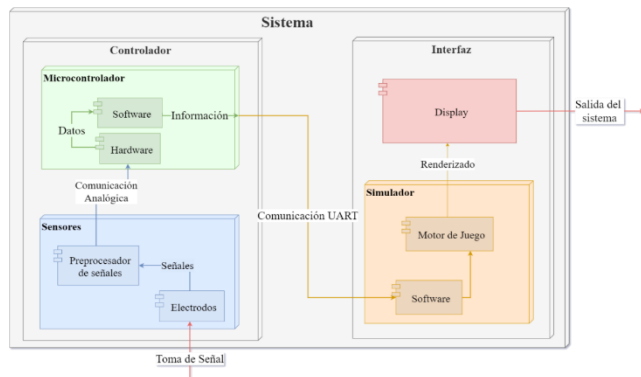 Sistema
Controlador
Interfaz
Microcontrolador
Software
Información
Datos
Hardware
Display
Salida del
sistema
Comunicación
Analógica
Renderizado
Comunicación UART
Simulador
Sensores
Motor de Juego
Preprocesador
de señales
Señales
Electrodos
Software
Toma de Señal